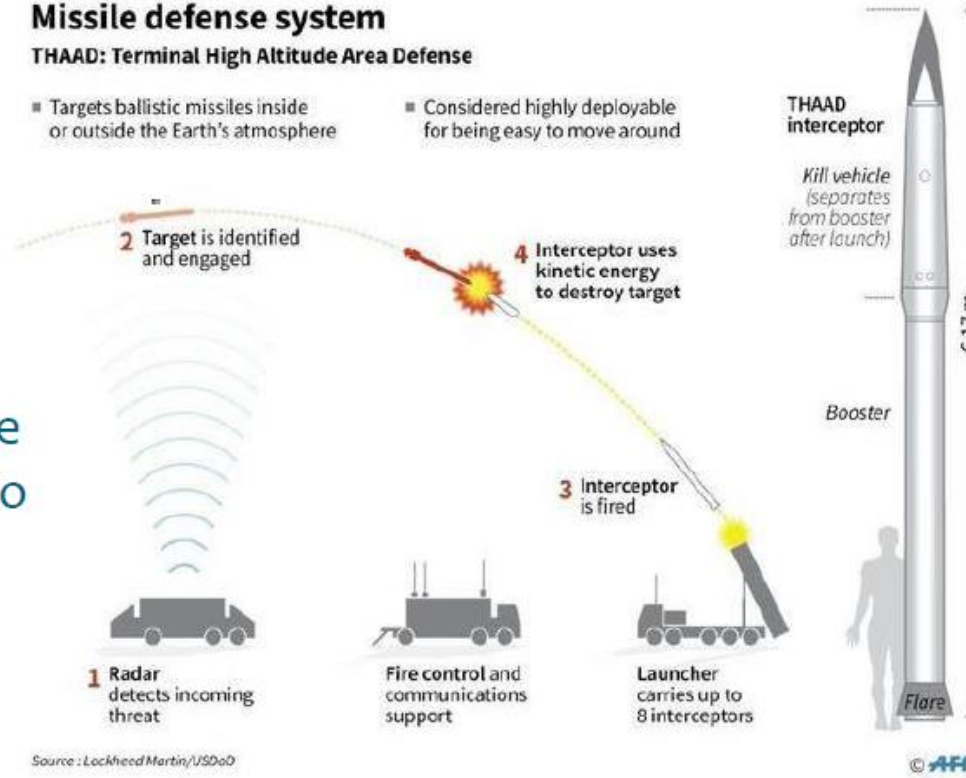 Missile defense system
THAAD: Terminal High Altitude Area Defense
■ Targets ballistic missiles inside
or outside the Earth's atmosphere
■ Considered highly deployable
for being easy to move around
2 Target is identified
and engaged
4 Interceptor uses
kinetic energy
to destroy target
3 Interceptor
is fired
1 Radar
detects incoming
threat
Fire control and
communications
support
Launcher
carries up to
8 interceptors
THAAD
interceptor
Kill vehicle
(separates
from booster
after launch)
Booster
Flare
e
o
Source : Lockheed Martin/USDoD
© AF